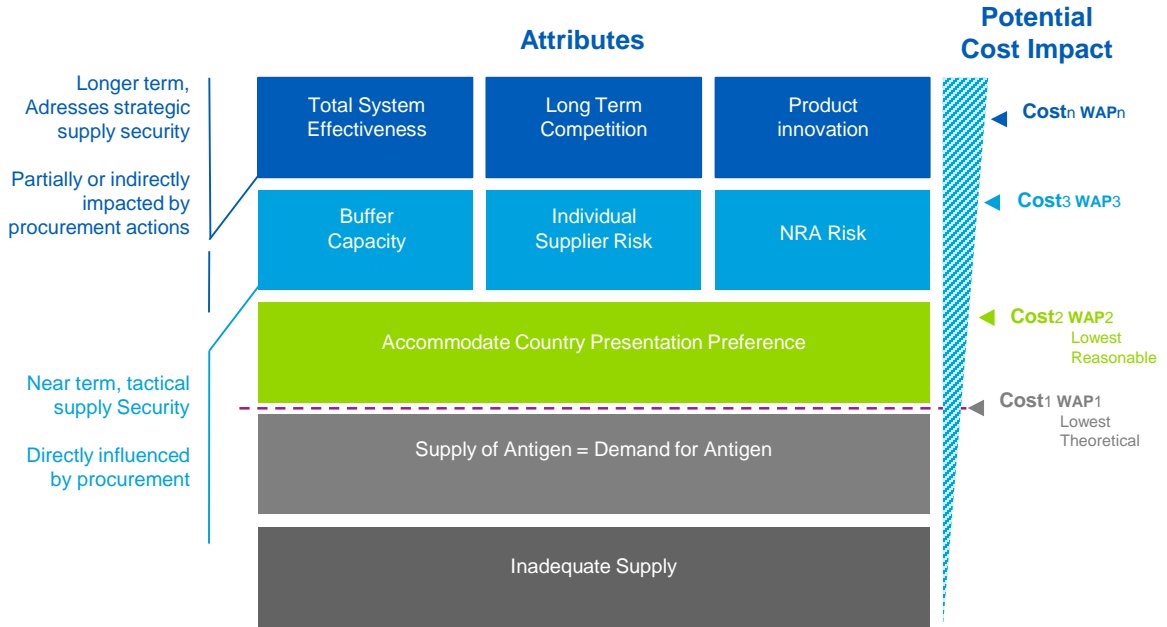 Attributes
Potential
Cost Impact
Longer term,
Adresses strategic
supply security
Partially or indirectly
impacted by
procurement actions
Total System
Effectiveness
Long Term
Competition
Product
innovation
Costn WAPn
Buffer
Capacity
Individual
Supplier Risk
NRA Risk
Cost3 WAP3
Accommodate Country Presentation Preference
Cost2 WAP2
Lowest
Reasonable
Near term, tactical
supply Security
Directly influenced
by procurement
Cost1 WAP1
Lowest
Theoretical
Supply of Antigen = Demand for Antigen
Inadequate Supply